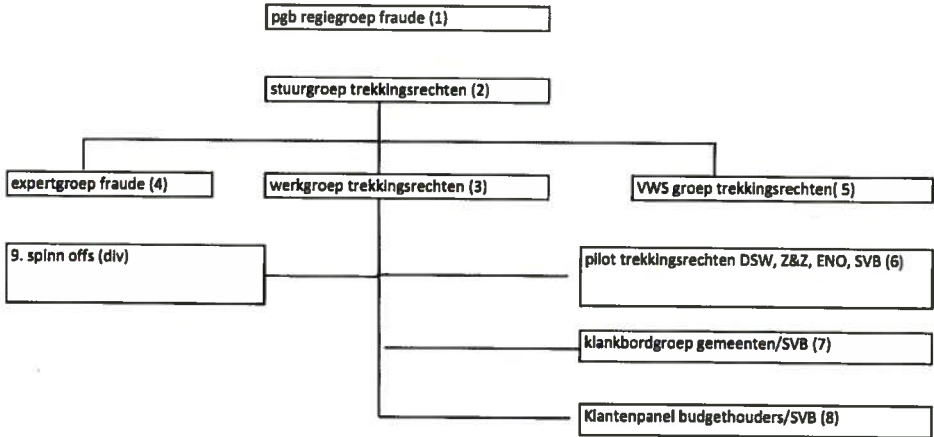 pgb regiegroep fraude (1)
stuurgroep trekkingsrechten (2)
expertgroep fraude (4)
werkgroep trekkingsrechten (3)
VWS groep trekkingsrechten( 5)
9. spinn offs (div)
pilot trekkingsrechten DSW, Z&Z, ENO, SVB (6)
klankbordgroep gemeenten/SVB (7)
Klantenpanel budgethouders/SVB (8)